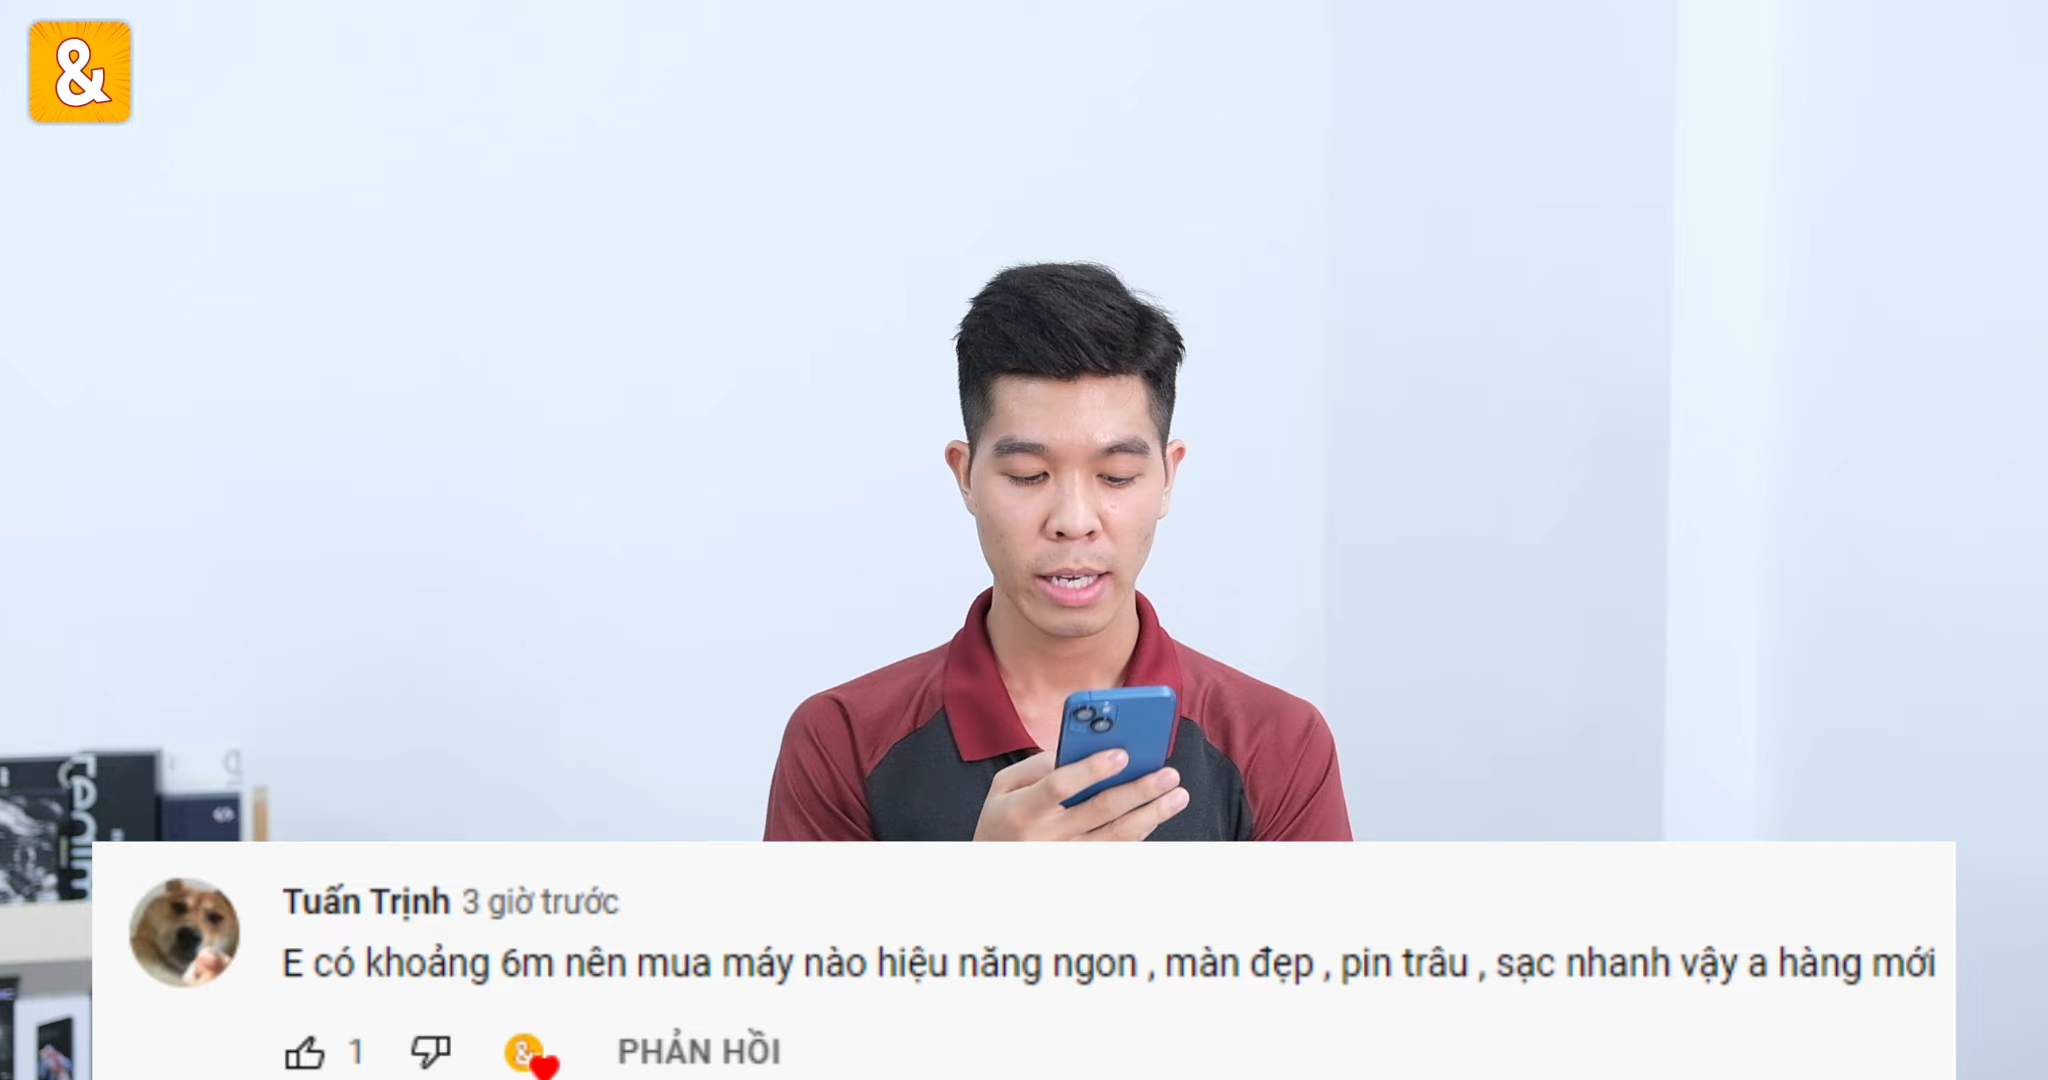 &
realme
Tuấn Trịnh 3 giờ trước
E có khoảng 6m nên mua máy nào hiệu năng ngon , màn đẹp , pin trâu , sạc nhanh vậy a hàng mới
1
&
PHẢN HỒI